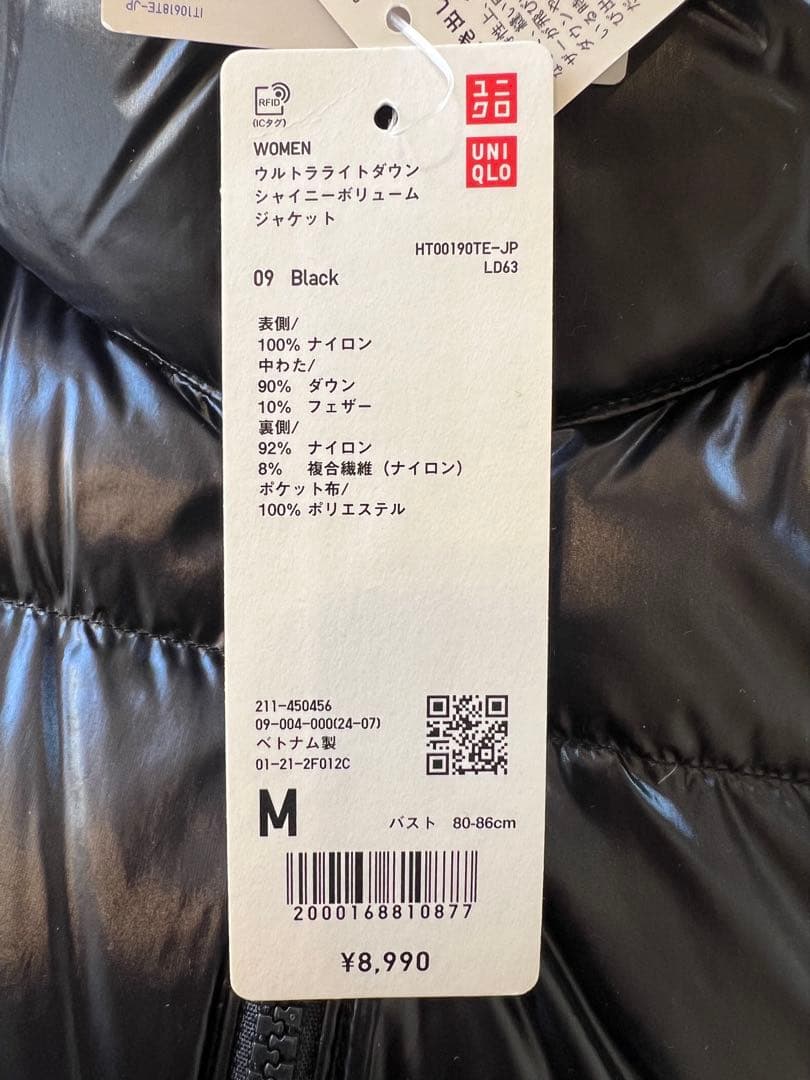 IT10618TE-JP
RFID
(ICタグ)
ユニ
クロ
UNI
QLO
WOMEN
ウルトラライトダウン
シャイニーボリューム
ジャケット
HT00190TE-JP
LD63
09 Black
表側/
100% ナイロン
中わた/
90% ダウン
10% フェザー
裏側/
92% ナイロン
8% 複合繊維（ナイロン）
ポケット布/
100% ポリエステル
211-450456
09-004-000(24-07)
ベトナム製
01-21-2F012C
M
バスト 80-86cm
2000168810877
¥8,990